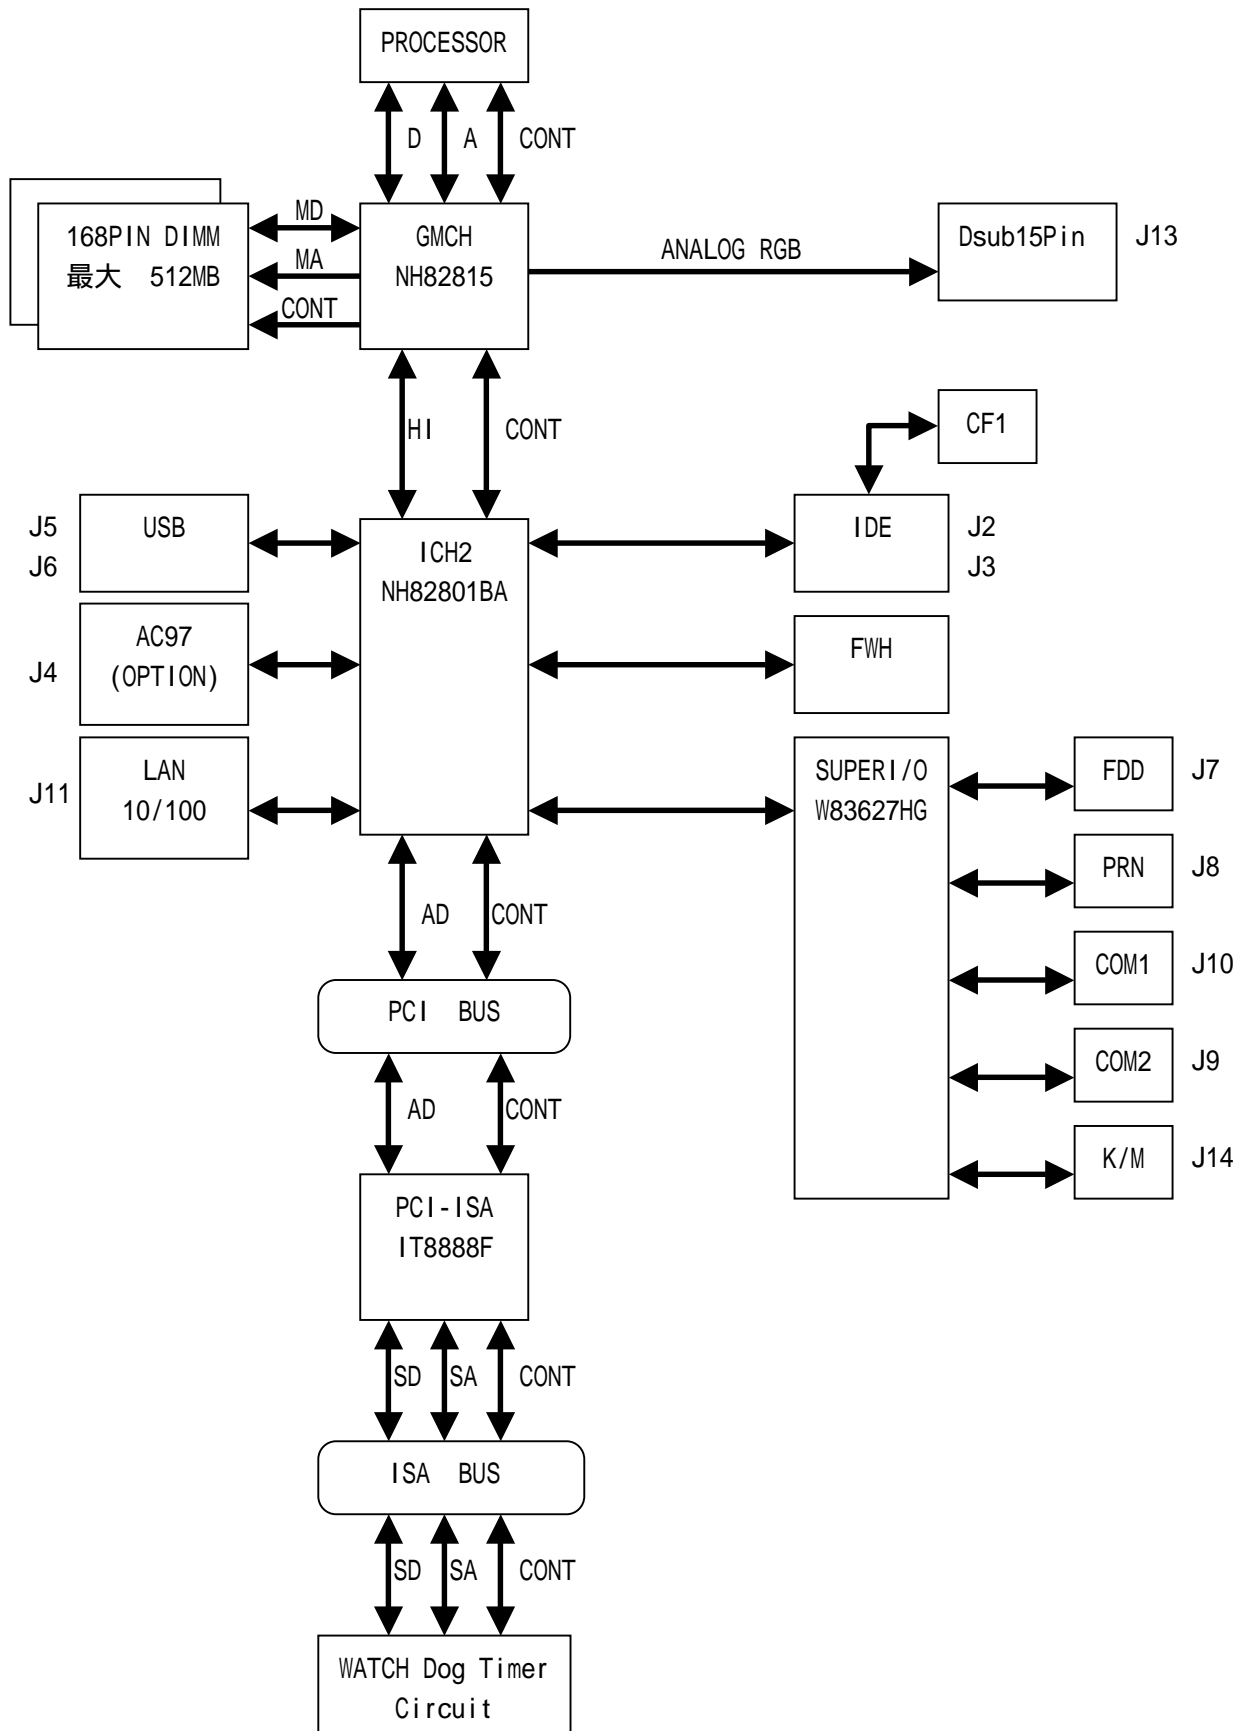 PROCESSOR
D A CONT
168PIN DIMM
最大 512MB
MD
MA
CONT
GMCH
NH82815
ANALOG RGB
Dsub15Pin
J13
HI CONT
CF1
J5
J6
USB
ICH2
NH82801BA
IDE
J2
J3
J4
AC97
(OPTION)
FWH
J11
LAN
10/100
SUPERI/O
W83627HG
FDD
J7
PRN
J8
COM1
J10
COM2
J9
K/M
J14
AD CONT
PCI BUS
AD CONT
PCI-ISA
IT8888F
SD SA CONT
ISA BUS
SD SA CONT
WATCH Dog Timer
Circuit